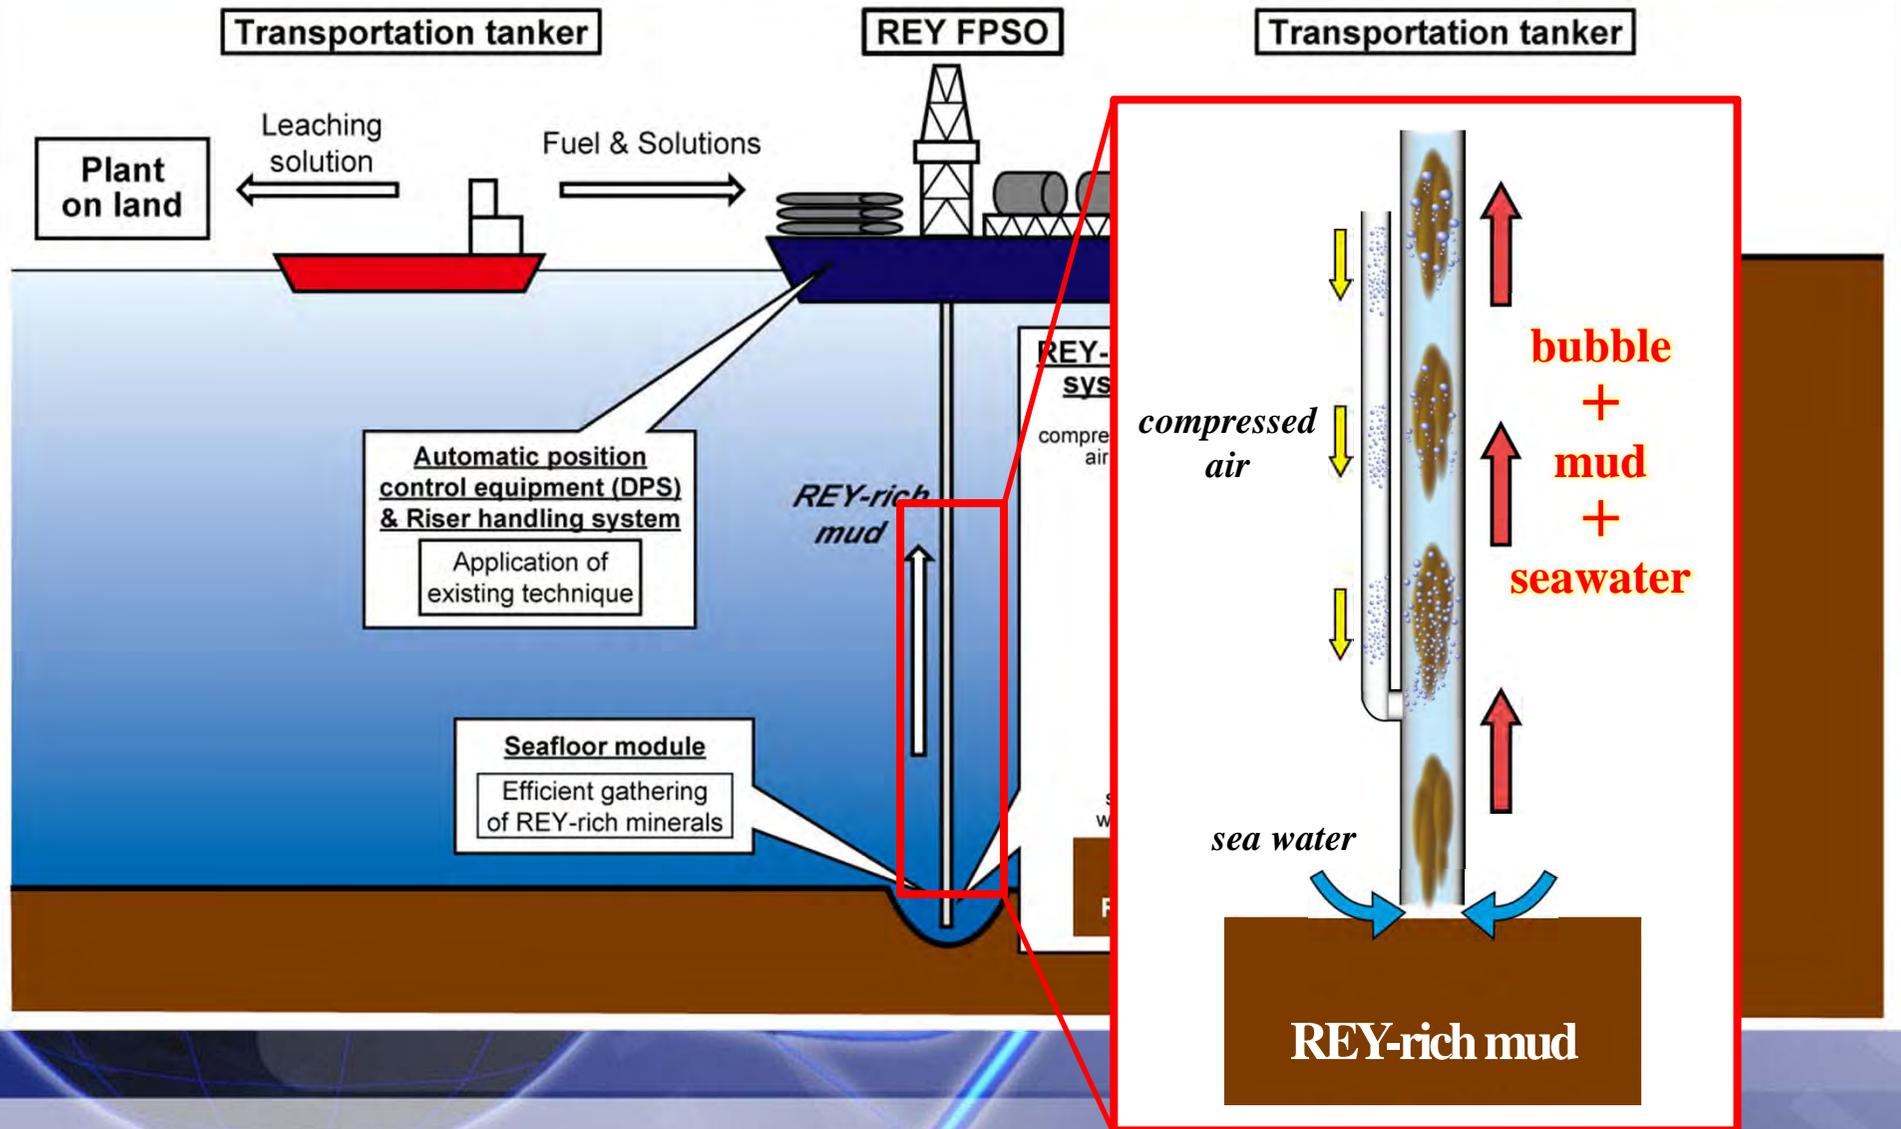 Transportation tanker
REY FPSO
Transportation tanker
Plant
on land
Leaching
solution
Fuel & Solutions
Automatic position
control equipment (DPS)
& Riser handling system
Application of
existing technique
REY-rich
mud
Seafloor module
Efficient gathering
of REY-rich minerals
REY-
compressed
air
bubble
+
mud
+
seawater
sea water
REY-rich mud